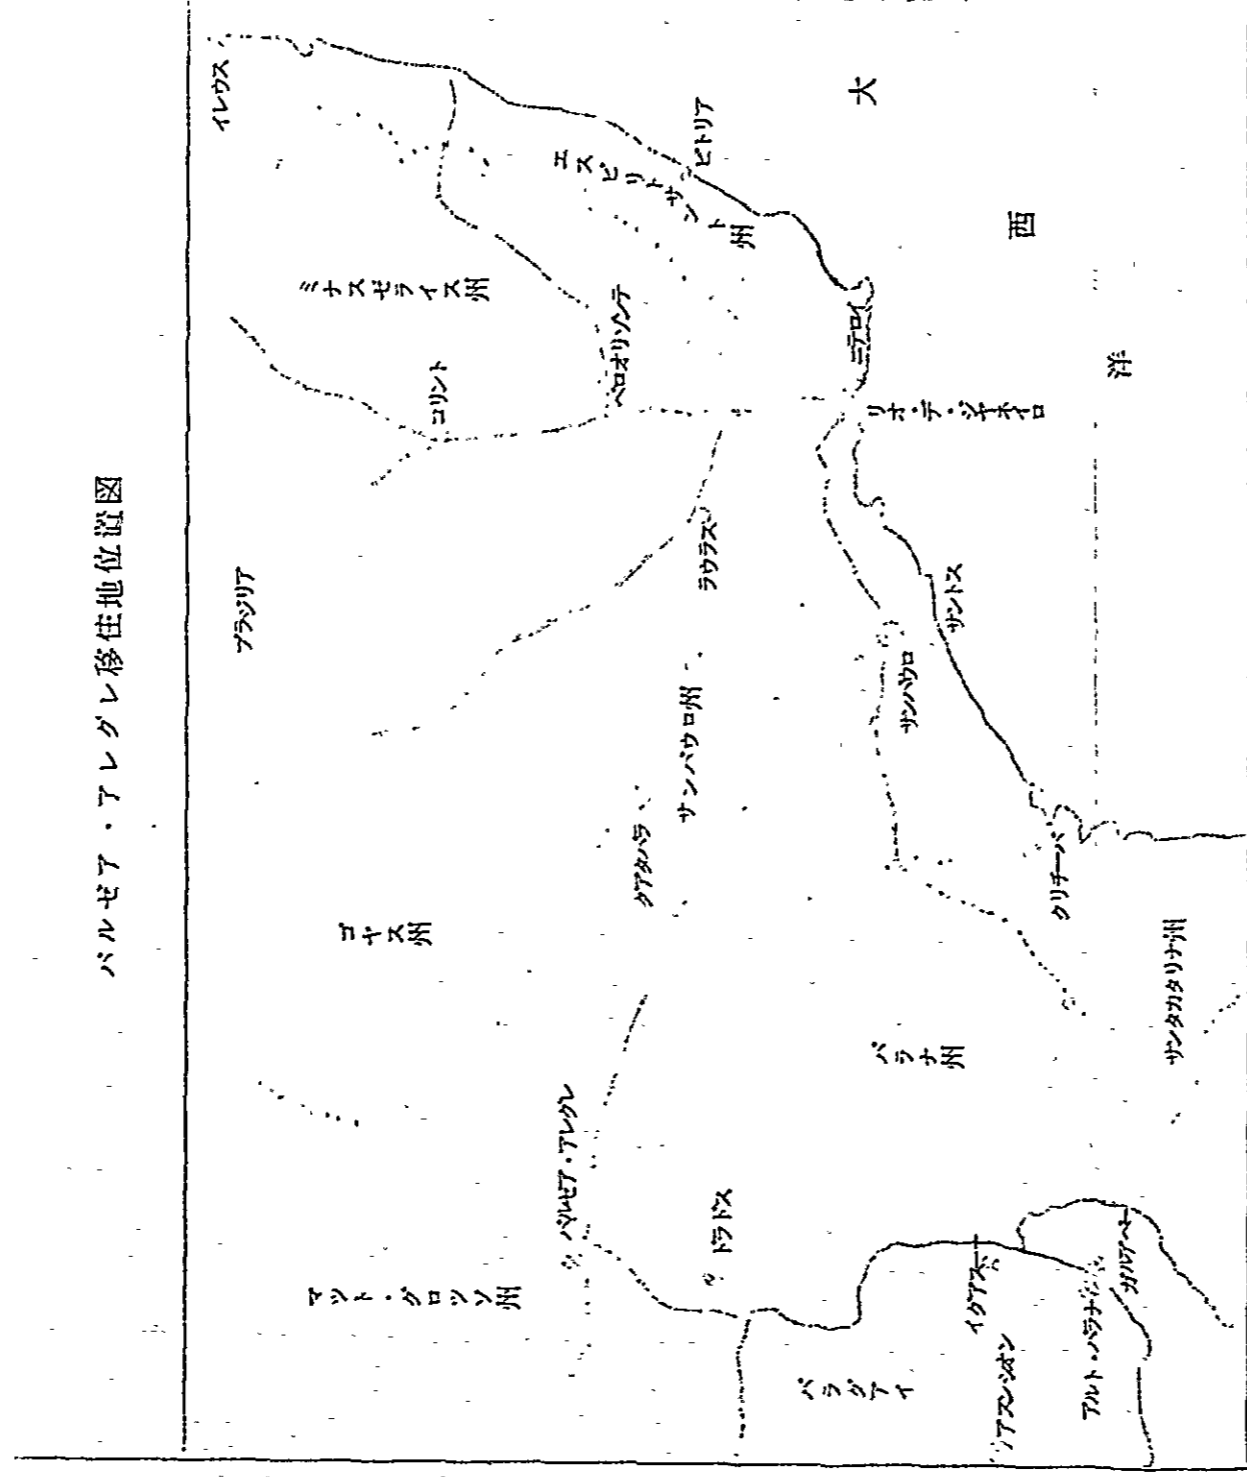 バルゼア・アレグレ移住地位置図
イレウス
ブラジリア
ミナスゼライス州
コリント
ゴヤス州
エスピリトサント州
ビトリア
ベロオリゾンテ
ラウラス
サンパウロ州
グアタパラ
バルゼア・アレグレ
マット・グロッソ州
ドラドス
大西洋
ニテロイ
リオ・デ・ジャネイロ
サントス
サンパウロ
クリチーバ
パラナ州
サンタカタリナ州
イグアスー
アスンシオン
アルト・パラナ
パラグアイ